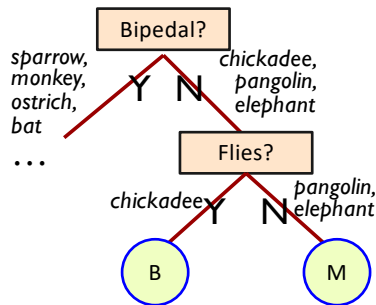 Bipedal?
sparrow,
monkey,
ostrich,
bat
Y
N
chickadee,
pangolin,
elephant
...
Flies?
chickadee
Y
N
pangolin,
elephant
B
M